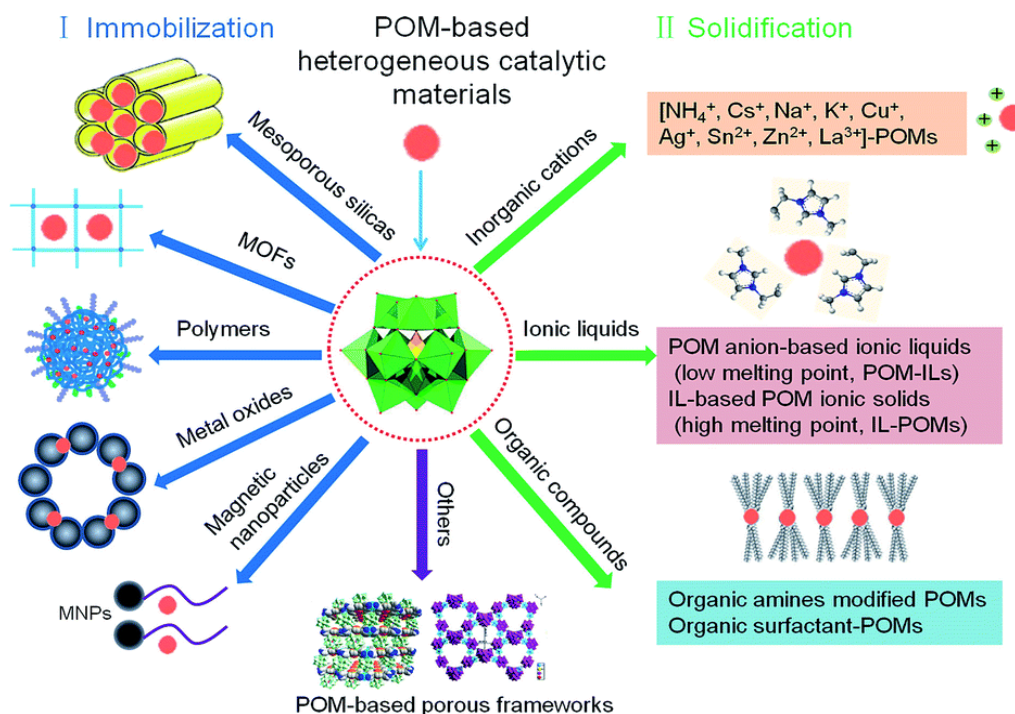 I Immobilization
POM-based
heterogeneous catalytic
materials
II Solidification
Mesoporous silicas
MOFs
Polymers
Metal oxides
Magnetic
nanoparticles
MNPs
Others
POM-based porous frameworks
Inorganic cations
[NH₄⁺, Cs⁺, Na⁺, K⁺, Cu⁺,
Ag⁺, Sn²⁺, Zn²⁺, La³⁺]-POMs
+
+
+
Ionic liquids
POM anion-based ionic liquids
(low melting point, POM-ILs)
IL-based POM ionic solids
(high melting point, IL-POMs)
Organic compounds
Organic amines modified POMs
Organic surfactant-POMs